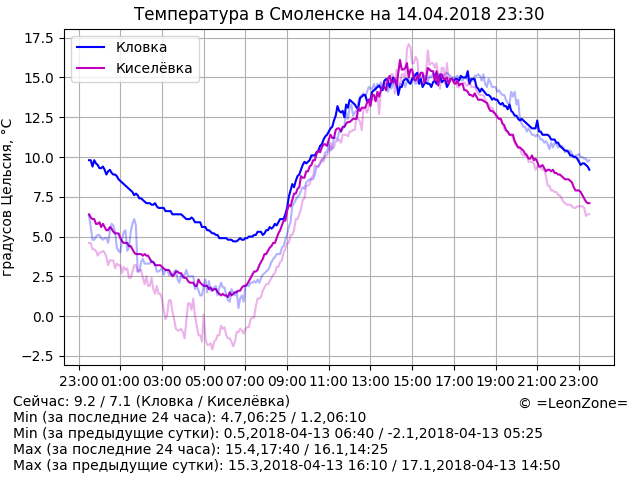 Температура в Смоленске на 14.04.2018 23:30
17.5
15.0
12.5
10.0
7.5
5.0
2.5
0.0
−2.5
градусов Цельсия, °C
Кловка
Киселёвка
23:00 01:00 03:00 05:00 07:00 09:00 11:00 13:00 15:00 17:00 19:00 21:00 23:00
Сейчас: 9.2 / 7.1 (Кловка / Киселёвка)
© =LeonZone=
Min (за последние 24 часа): 4.7,06:25 / 1.2,06:10
Min (за предыдущие сутки): 0.5,2018-04-13 06:40 / -2.1,2018-04-13 05:25
Max (за последние 24 часа): 15.4,17:40 / 16.1,14:25
Max (за предыдущие сутки): 15.3,2018-04-13 16:10 / 17.1,2018-04-13 14:50